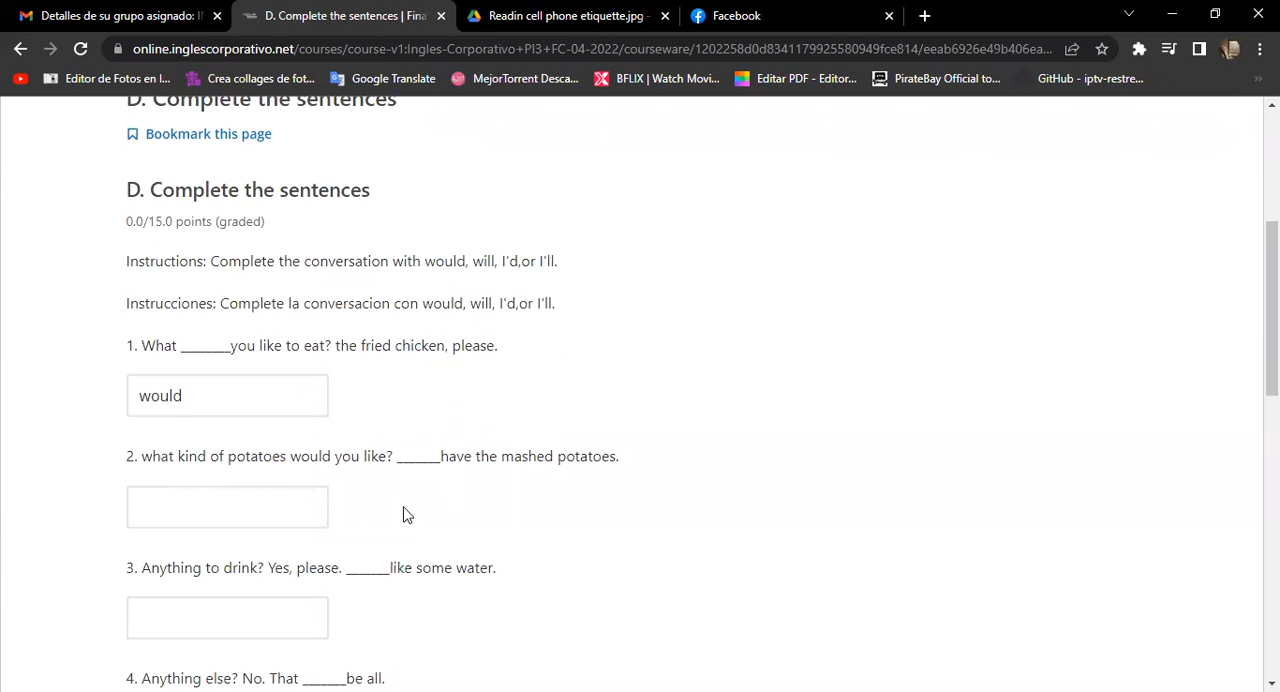 Detalles de su grupo asignado: I
D. Complete the sentences | Fina
Readin cell phone etiquette.jpg -
Facebook
online.inglescorporativo.net/courses/course-v1:Ingles-Corporativo+PI3+FC-04-2022/courseware/1202258d0d8341179925580949fce814/eeab6926e49b406ea...
Editor de Fotos en l...
Crea collages de fot...
Google Translate
MejorTorrent Desca...
BFLIX | Watch Movi...
Editar PDF - Editor...
PirateBay Official to...
GitHub - iptv-restre...
D. Complete the sentences
Bookmark this page
D. Complete the sentences
0.0/15.0 points (graded)
Instructions: Complete the conversation with would, will, I'd,or I'll.
Instrucciones: Complete la conversacion con would, will, I'd,or I'll.
1. What _______you like to eat? the fried chicken, please.
would
2. what kind of potatoes would you like? ______have the mashed potatoes.
3. Anything to drink? Yes, please. ______like some water.
4. Anything else? No. That ______be all.